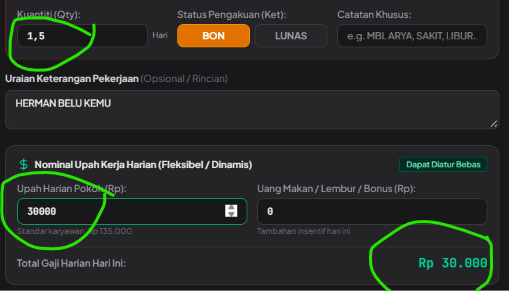 Kuantiti (Qty): Status Pengakuan (Ket): Catatan Khusus:
1,5 Hari BON LUNAS e.g. MBL ARYA, SAKIT, LIBUR..
Uraian Keterangan Pekerjaan (Opsional / Rincian)
HERMAN BELU KEMU
$ Nominal Upah Kerja Harian (Fleksibel / Dinamis) Dapat Diatur Bebas
Upah Harian Pokok (Rp): Uang Makan / Lembur / Bonus (Rp):
30000 0
Standar karyawan: Rp 135.000 Tambahan insentif hari ini
Total Gaji Harian Hari Ini: Rp 30.000